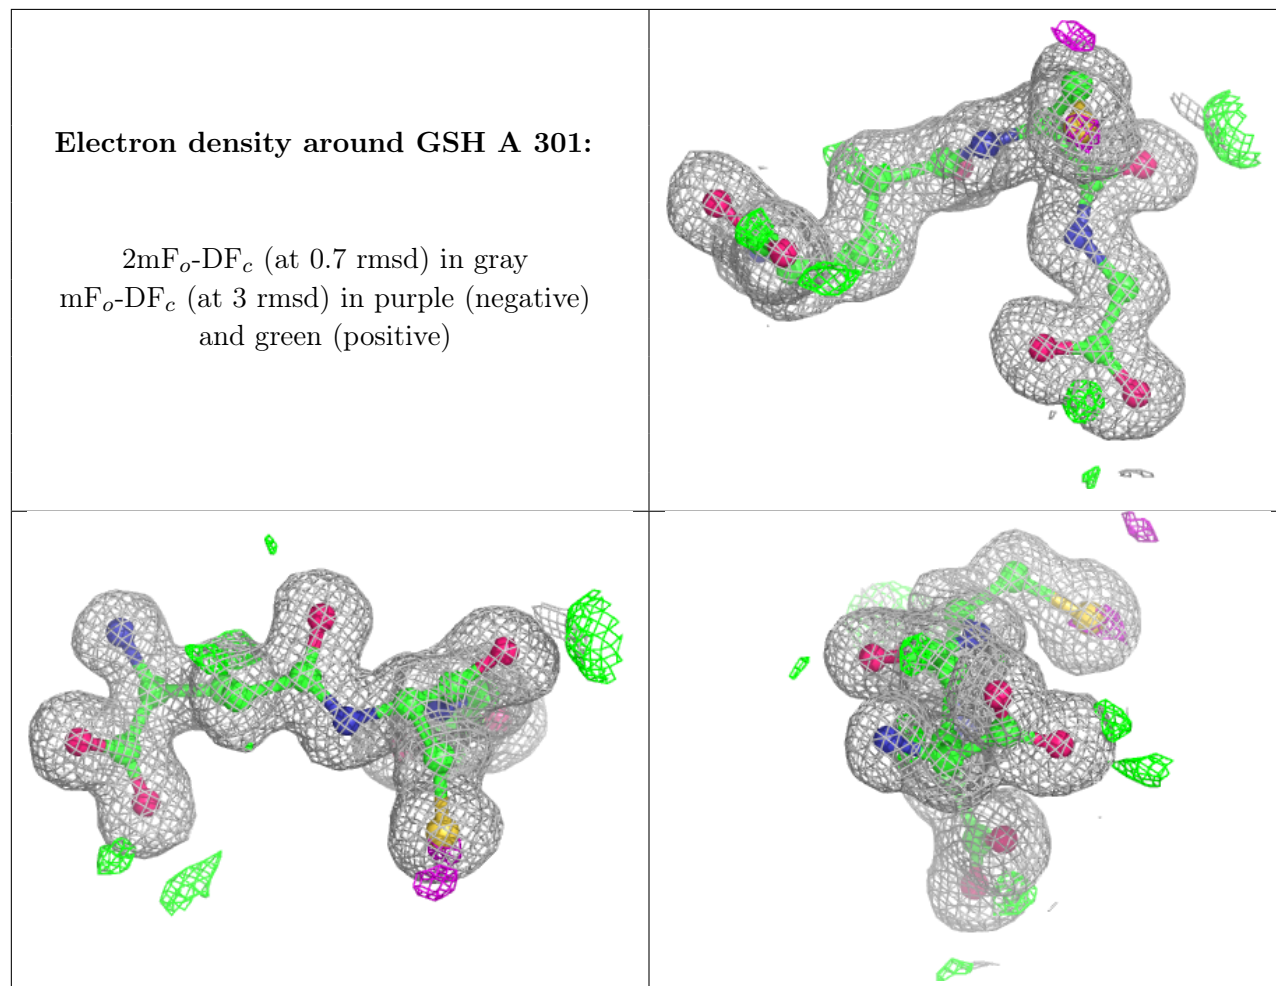 Electron density around GSH A 301:
2mFo-DFc (at 0.7 rmsd) in gray
mFo-DFc (at 3 rmsd) in purple (negative)
and green (positive)